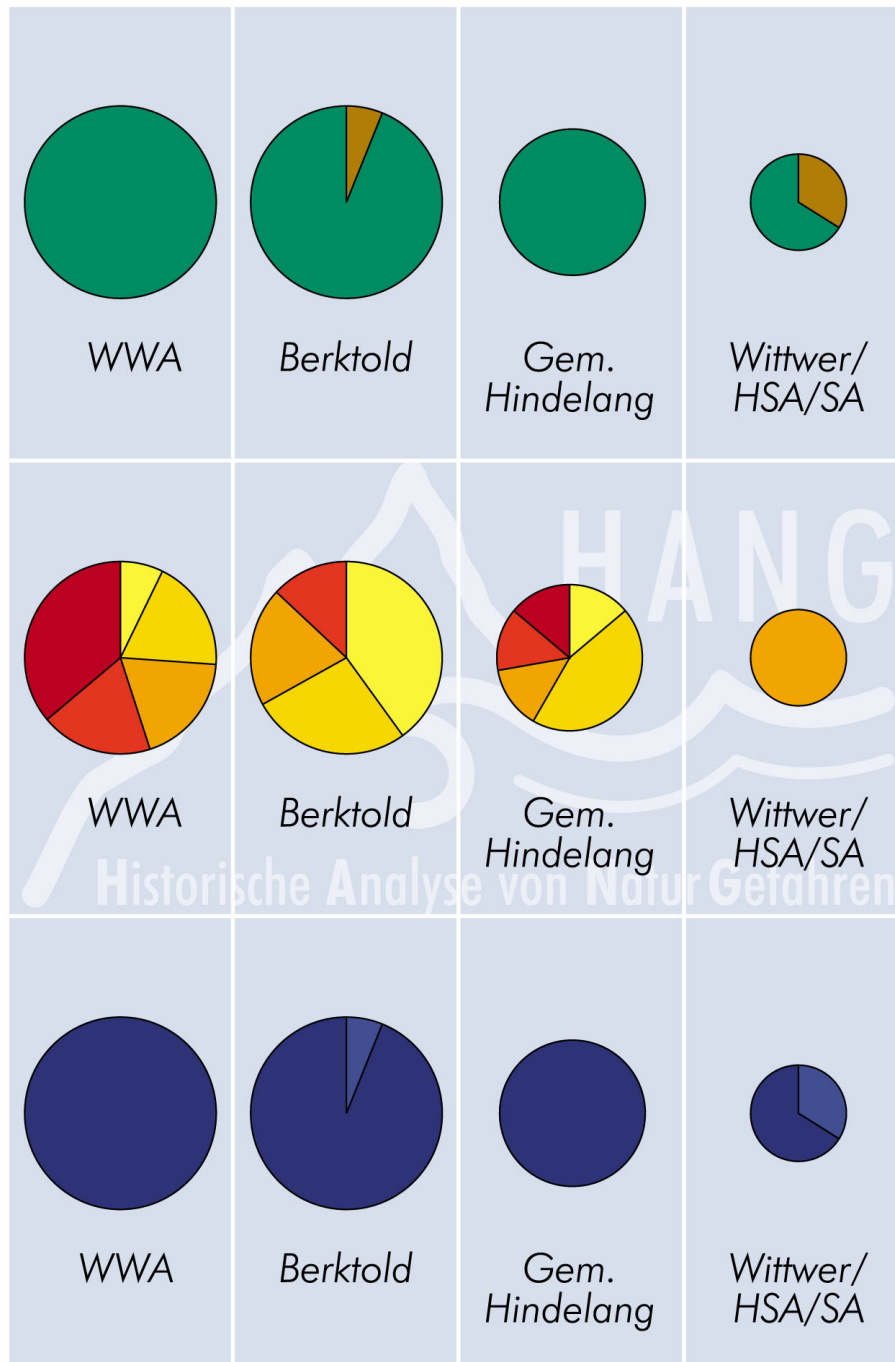 WWA
Berktold
Gem.
Hindelang
Wittwer/
HSA/SA
HANG
WWA
Berktold
Gem.
Hindelang
Wittwer/
HSA/SA
Historische Analyse von NaturGefahren
WWA
Berktold
Gem.
Hindelang
Wittwer/
HSA/SA